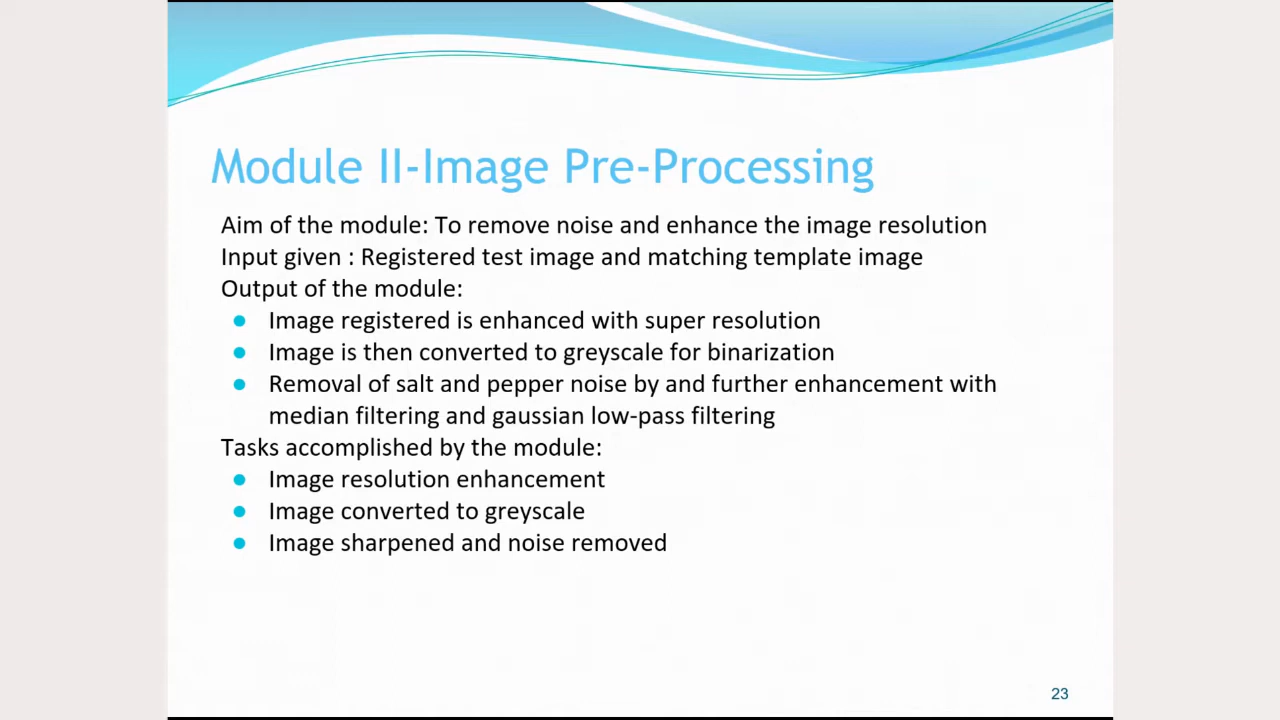 Module II-Image Pre-Processing
Aim of the module: To remove noise and enhance the image resolution
Input given : Registered test image and matching template image
Output of the module:
● Image registered is enhanced with super resolution
● Image is then converted to greyscale for binarization
● Removal of salt and pepper noise by and further enhancement with
median filtering and gaussian low-pass filtering
Tasks accomplished by the module:
● Image resolution enhancement
● Image converted to greyscale
● Image sharpened and noise removed
23